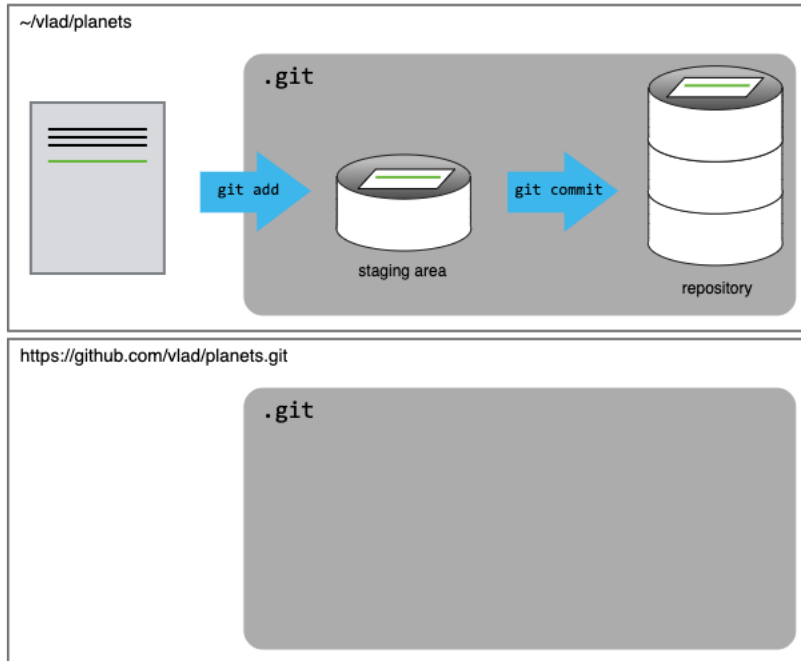 ~/vlad/planets
.git
git add
git commit
staging area
repository
https://github.com/vlad/planets.git
.git